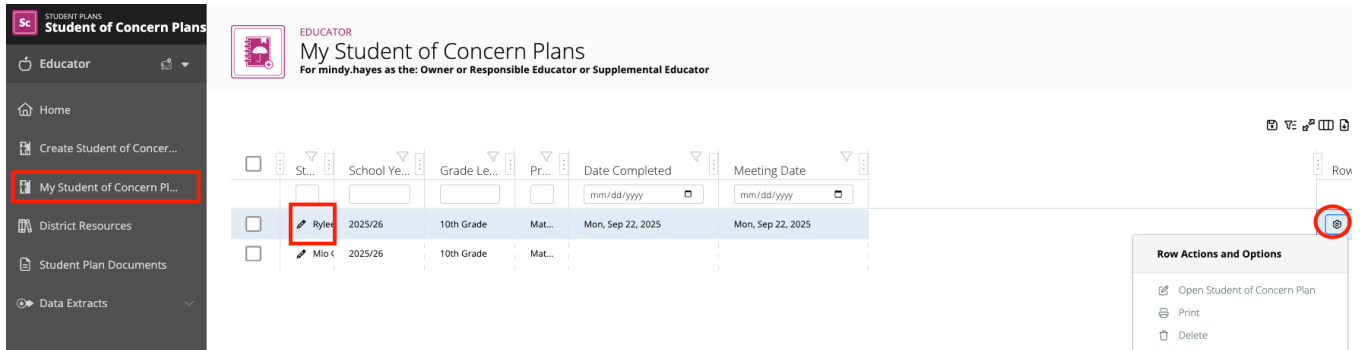 Sc
STUDENT PLANS
Student of Concern Plans
Educator
Home
Create Student of Concer...
My Student of Concern Pl...
District Resources
Student Plan Documents
Data Extracts
EDUCATOR
My Student of Concern Plans
For mindy.hayes as the: Owner or Responsible Educator or Supplemental Educator
St... School Ye... Grade Le... Pr... Date Completed Meeting Date Row
mm/dd/yyyy mm/dd/yyyy
Rylee 2025/26 10th Grade Mat... Mon, Sep 22, 2025 Mon, Sep 22, 2025
Mio 2025/26 10th Grade Mat...
Row Actions and Options
Open Student of Concern Plan
Print
Delete